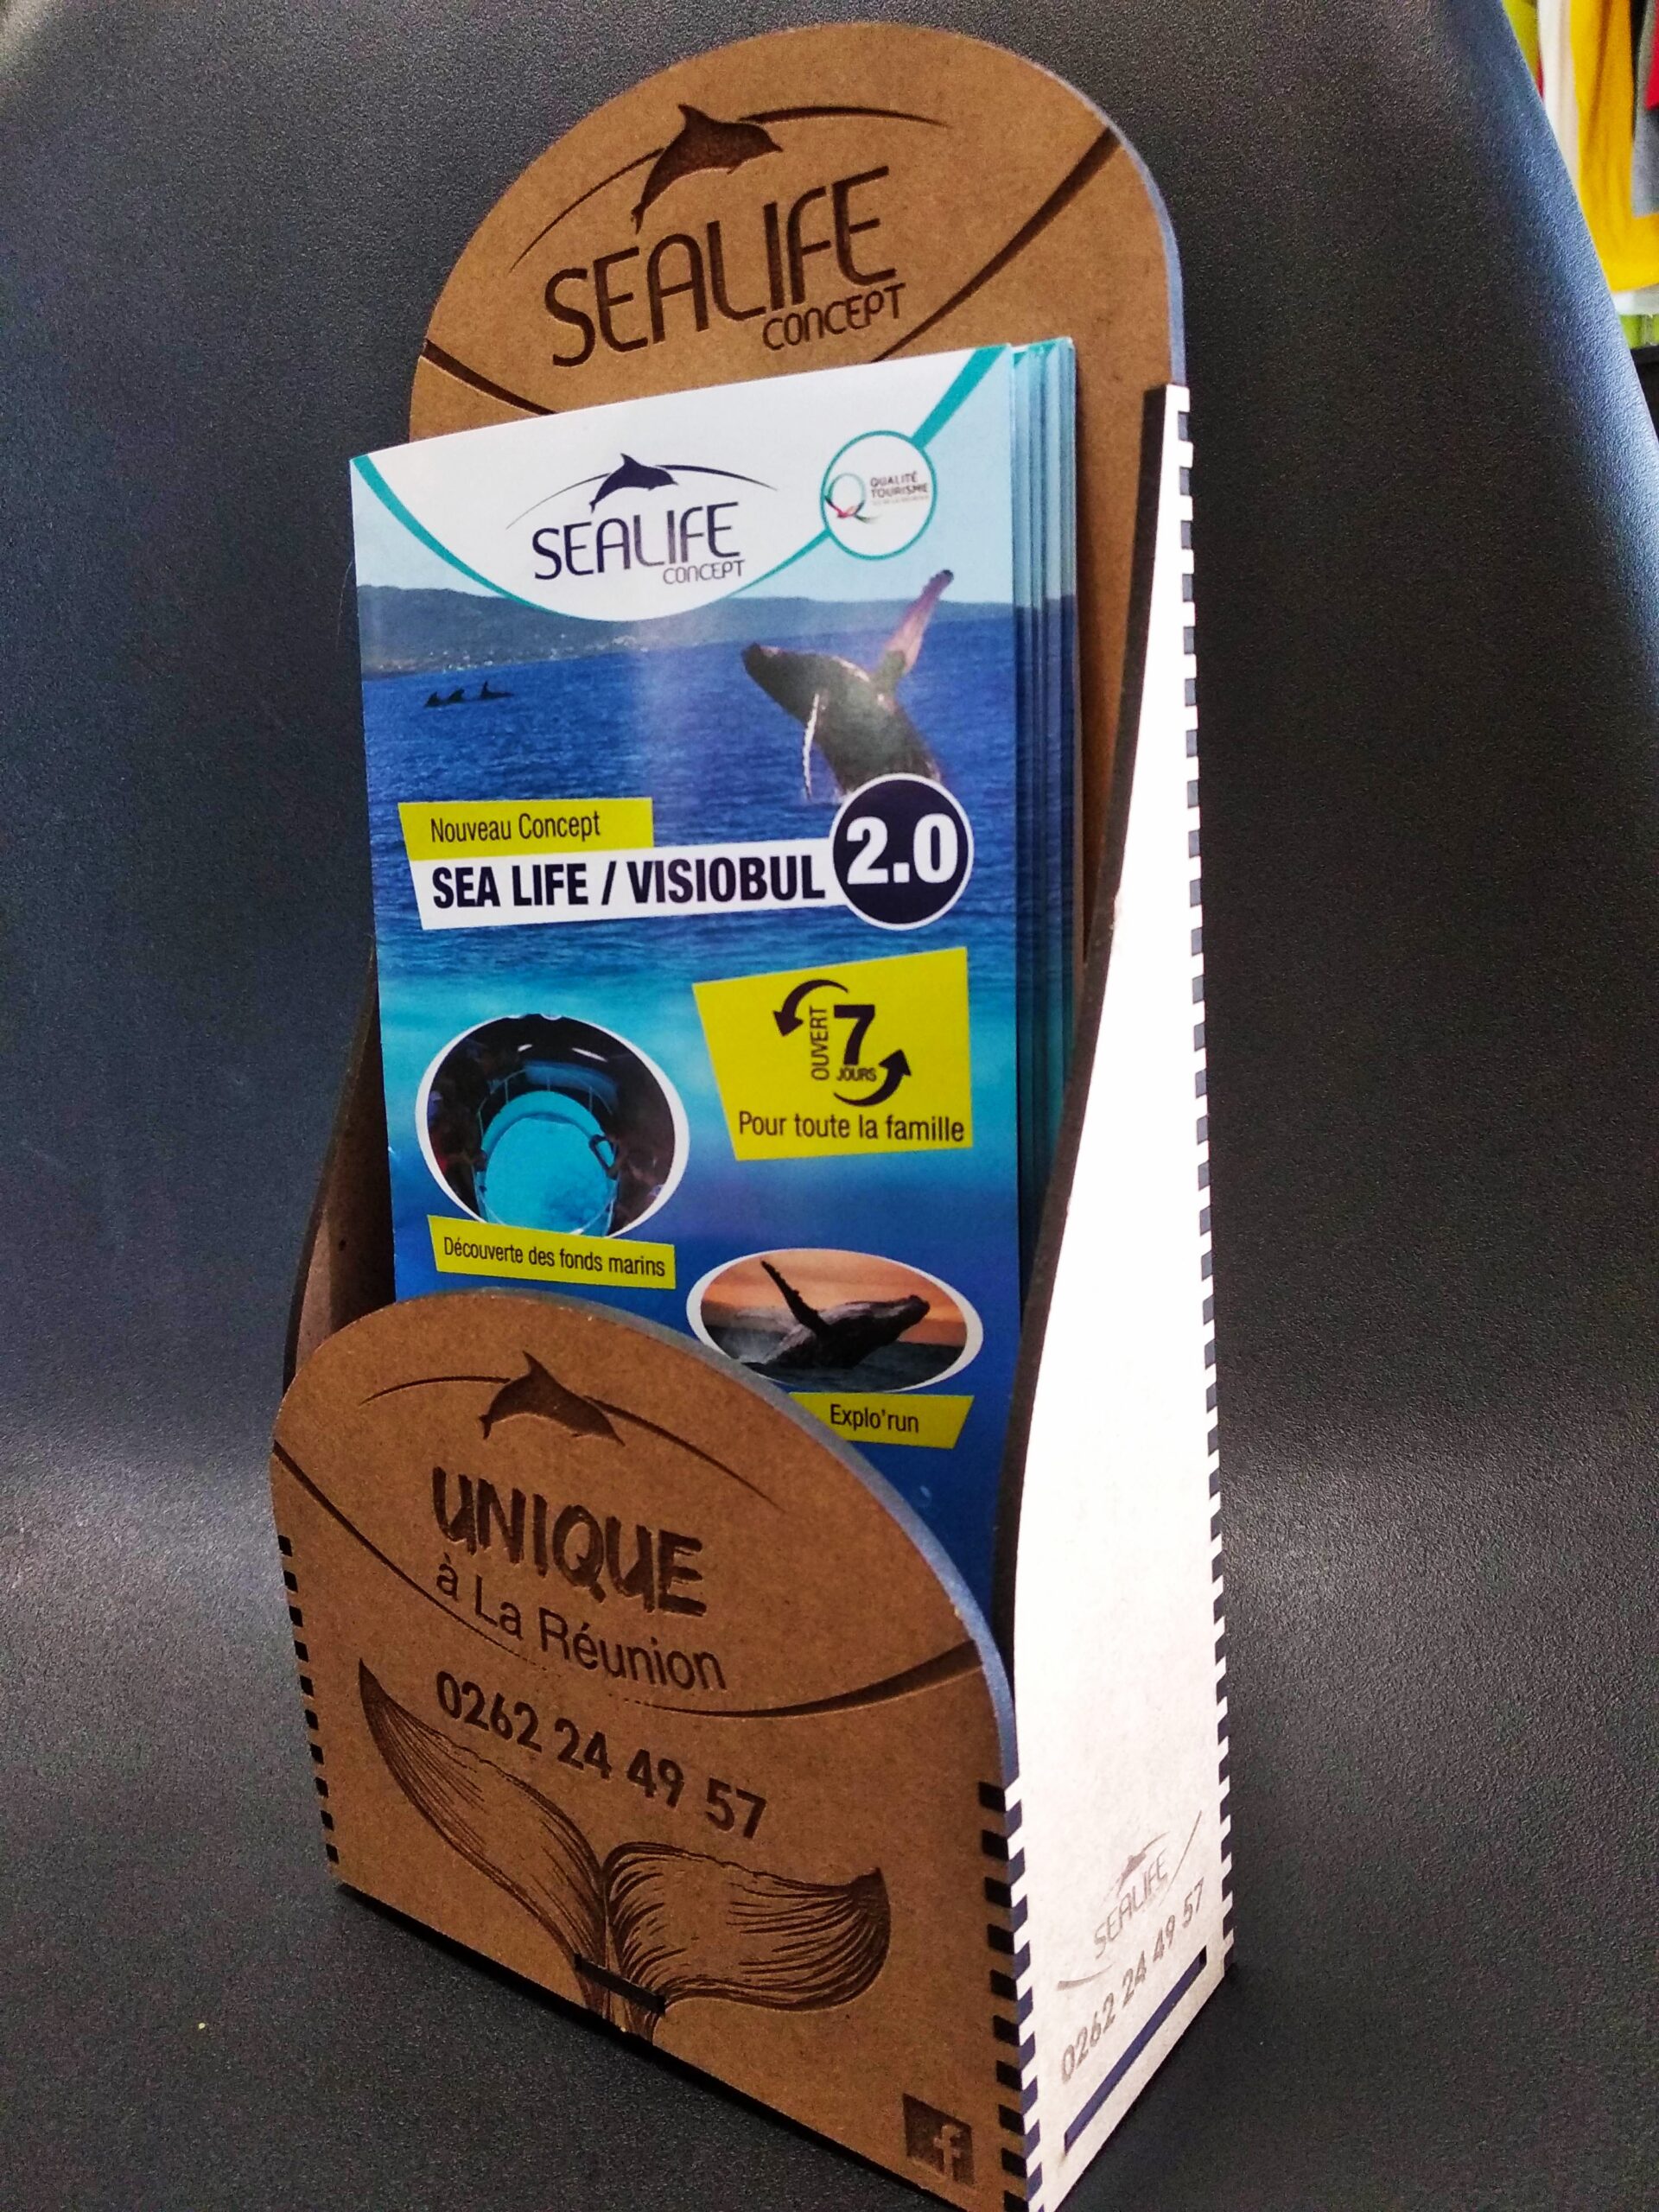 SEALIFE
CONCEPT
SEALIFE
CONCEPT
QUALITÉ
TOURISME
Nouveau Concept
SEA LIFE / VISIOBUL 2.0
OUVERT
7
JOURS
Pour toute la famille
Découverte des fonds marins
Explo'run
UNIQUE
à La Réunion
0262 24 49 57
f
SEALIFE
0262 24 49 57